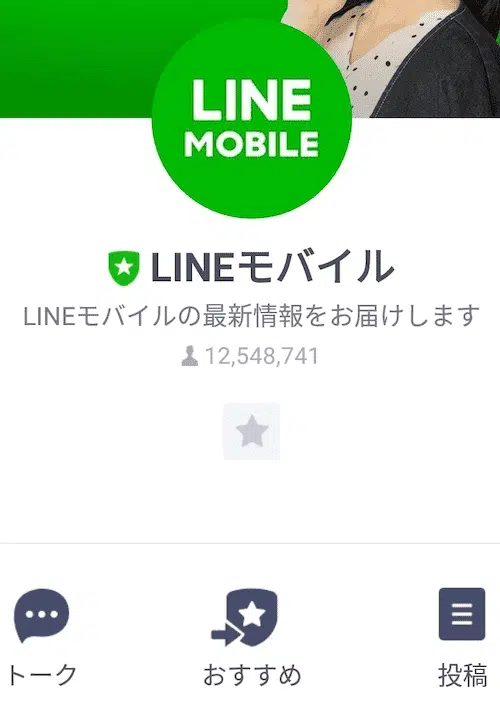 LINE
MOBILE
LINEモバイル
LINEモバイルの最新情報をお届けします
12,548,741
トーク
おすすめ
投稿